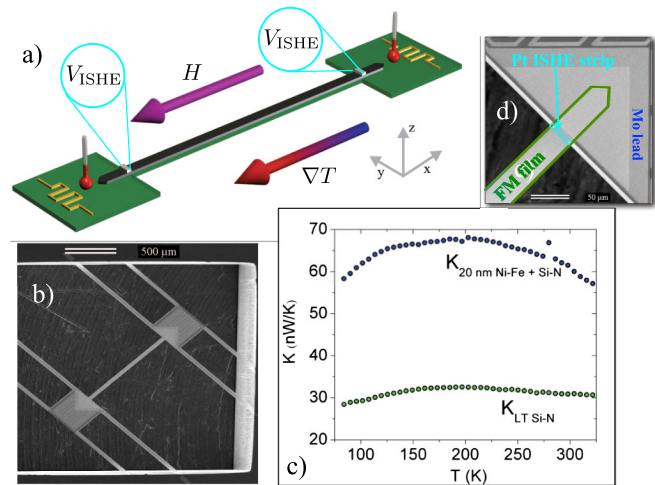 a)
V_ISHE
V_ISHE
H
∇T
z
y
x
d)
Pt ISHE strip
Mo lead
FM film
50 µm
500 µm
b)
c)
K (nW/K)
70
60
50
40
30
20
K_20 nm Ni-Fe + Si-N
K_LT Si-N
100
150
200
250
300
T (K)